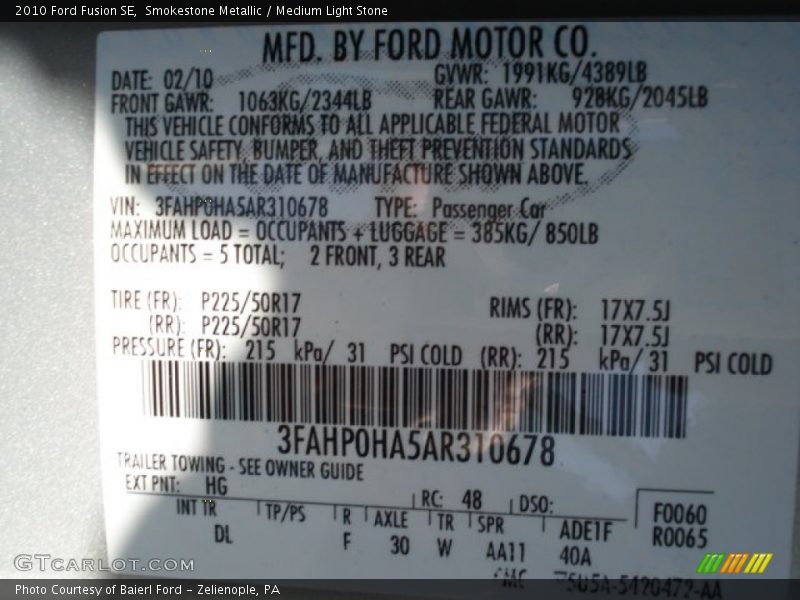 2010 Ford Fusion SE, Smokestone Metallic / Medium Light Stone
MFD. BY FORD MOTOR CO.
DATE: 02/10 GVWR: 1991KG/4389LB
FRONT GAWR: 1063KG/2344LB REAR GAWR: 928KG/2045LB
THIS VEHICLE CONFORMS TO ALL APPLICABLE FEDERAL MOTOR
VEHICLE SAFETY, BUMPER, AND THEFT PREVENTION STANDARDS
IN EFFECT ON THE DATE OF MANUFACTURE SHOWN ABOVE.
VIN: 3FAHP0HA5AR310678 TYPE: Passenger Car
MAXIMUM LOAD = OCCUPANTS + LUGGAGE = 385KG/ 850LB
OCCUPANTS = 5 TOTAL; 2 FRONT, 3 REAR
TIRE (FR): P225/50R17 RIMS (FR): 17X7.5J
(RR): P225/50R17 (RR): 17X7.5J
PRESSURE (FR): 215 kPa/ 31 PSI COLD (RR): 215 kPa/ 31 PSI COLD
3FAHP0HA5AR310678
TRAILER TOWING - SEE OWNER GUIDE
EXT PNT: HG RC: 48 DSO: F0060
INT TR TP/PS R AXLE TR SPR ADE1F R0065
DL F 30 W AA11 40A
GTCARLOT.COM
Photo Courtesy of Baierl Ford - Zelienople, PA